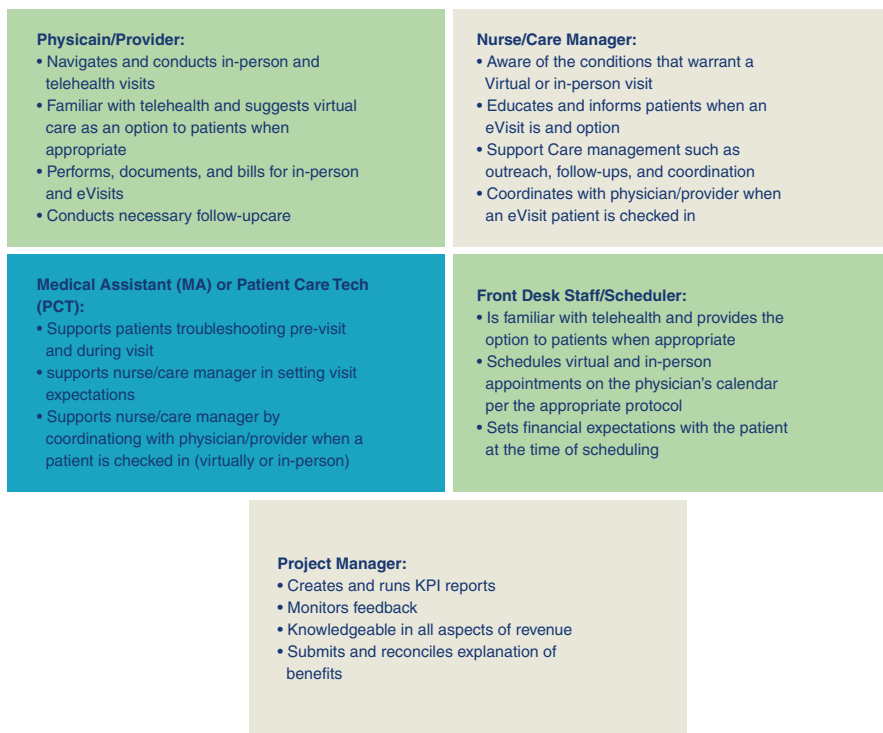 Physicain/Provider:
• Navigates and conducts in-person and
telehealth visits
• Familiar with telehealth and suggests virtual
care as an option to patients when
appropriate
• Performs, documents, and bills for in-person
and eVisits
• Conducts necessary follow-upcare
Nurse/Care Manager:
• Aware of the conditions that warrant a
Virtual or in-person visit
• Educates and informs patients when an
eVisit is and option
• Support Care management such as
outreach, follow-ups, and coordination
• Coordinates with physician/provider when
an eVisit patient is checked in
Medical Assistant (MA) or Patient Care Tech
(PCT):
• Supports patients troubleshooting pre-visit
and during visit
• supports nurse/care manager in setting visit
expectations
• Supports nurse/care manager by
coordinationg with physician/provider when a
patient is checked in (virtually or in-person)
Front Desk Staff/Scheduler:
• Is familiar with telehealth and provides the
option to patients when appropriate
• Schedules virtual and in-person
appointments on the physician’s calendar
per the appropriate protocol
• Sets financial expectations with the patient
at the time of scheduling
Project Manager:
• Creates and runs KPI reports
• Monitors feedback
• Knowledgeable in all aspects of revenue
• Submits and reconciles explanation of
benefits